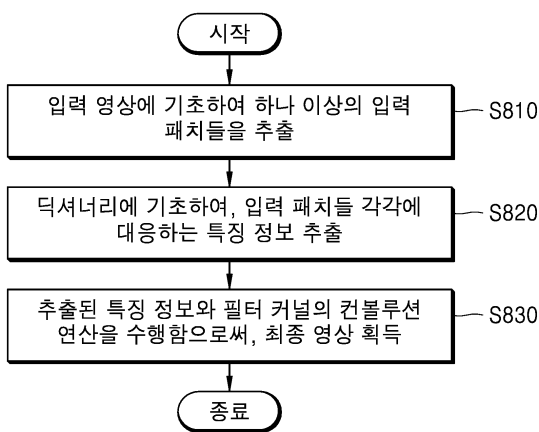 시작
입력 영상에 기초하여 하나 이상의 입력
패치들을 추출
S810
딕셔너리에 기초하여, 입력 패치들 각각에
대응하는 특징 정보 추출
S820
추출된 특징 정보와 필터 커널의 컨볼루션
연산을 수행함으로써, 최종 영상 획득
S830
종료